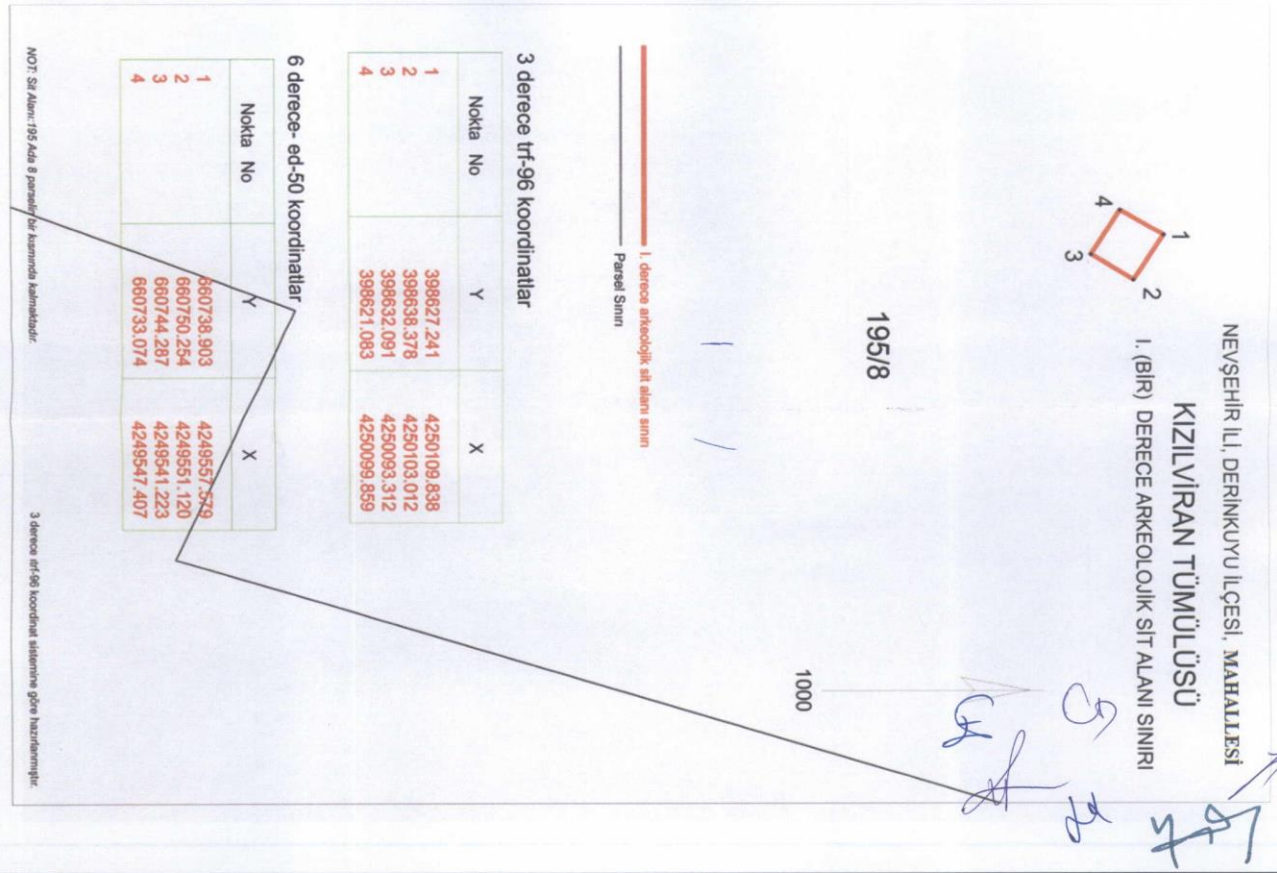 NEVŞEHİR İLİ, DERİNKUYU İLÇESİ, MAHALLESİ
KIZILVİRAN TÜMÜLÜSÜ
I. (BİR) DERECE ARKEOLOJİK SİT ALANI SINIRI
1
2
3
4
195/8
1000
I. derece arkeolojik sit alanı sınırı
Parsel Sınırı
3 derece trf-96 koordinatlar
Nokta No Y X
1 398627.241 4250109.838
2 398638.378 4250103.012
3 398632.091 4250093.312
4 398621.083 4250099.859
6 derece- ed-50 koordinatlar
Nokta No Y X
1 660738.903
2 660750.254 4249551.120
3 660744.287 4249541.223
4 660733.074 4249547.407
NOT: Sit Alanı:195 Ada 8 parselin bir kısmında kalmaktadır.
3 derece trf-96 koordinat sistemine göre hazırlanmıştır.